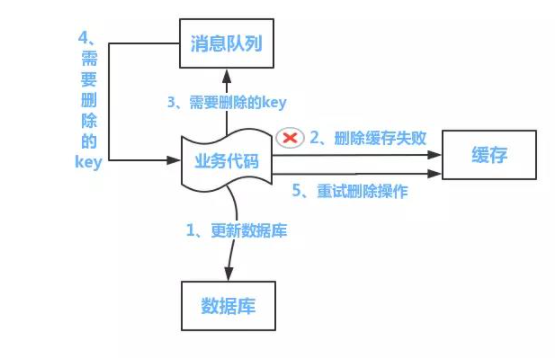 消息队列
4、需要删除的key
3、需要删除的key
业务代码
2、删除缓存失败
缓存
5、重试删除操作
1、更新数据库
数据库